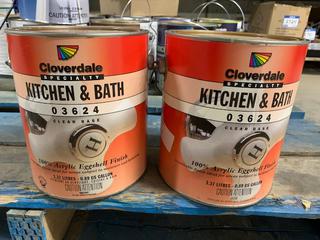 Cloverdale
SPECIALTY
KITCHEN & BATH
03624
CLEAR BASE
H
100% Acrylic Eggshell Finish
3.37 LITRES - 0.89 US GALLON
CAUTION ATTENTION
Cloverdale
SPECIALTY
KITCHEN & BATH
03624
CLEAR BASE
H
100% Acrylic Eggshell Finish
3.37 LITRES - 0.89 US GALLON
CAUTION ATTENTION